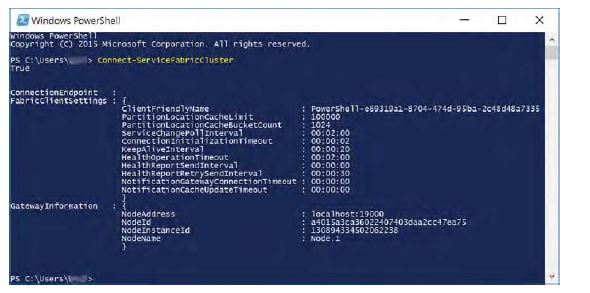 Windows PowerShell
Windows PowerShell
Copyright (C) 2015 Microsoft Corporation. All rights reserved.
PS C:\Users\ > Connect-ServiceFabricCluster
True
ConnectionEndpoint :
FabricClientSettings : {
ClientFriendlyName : PowerShell-e69319a1-8704-474d-95ba-2c48d48a7335
PartitionLocationCacheLimit : 100000
PartitionLocationCacheBucketCount : 1024
ServiceChangePollInterval : 00:02:00
ConnectionInitializationTimeout : 00:00:02
KeepAliveInterval : 00:00:20
HealthOperationTimeout : 00:02:00
HealthReportSendInterval : 00:00:00
HealthReportRetrySendInterval : 00:00:30
NotificationGatewayConnectionTimeout : 00:00:00
NotificationCacheUpdateTimeout : 00:00:00
}
GatewayInformation : {
NodeAddress : localhost:19000
NodeId : a4015a3ca36022407403daa2cc47ea75
NodeInstanceId : 130894334502062238
NodeName : Node.1
}
PS C:\Users\ >